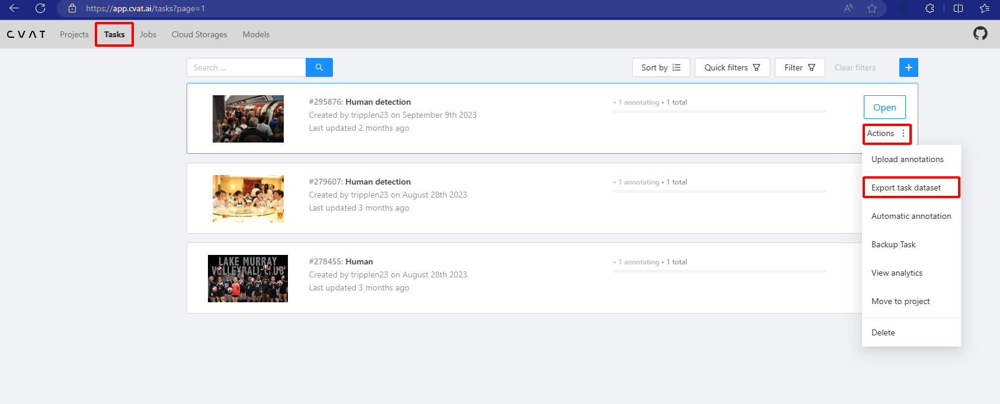 https://app.cvat.ai/tasks?page=1
CVAT Projects Tasks Jobs Cloud Storages Models
Search ... Sort by Quick filters Filter Clear filters +
#295876: Human detection
Created by tripplen23 on September 9th 2023
Last updated 2 months ago
• 1 annotating • 1 total
Open
Actions
Upload annotations
Export task dataset
Automatic annotation
Backup Task
View analytics
Move to project
Delete
#279607: Human detection
Created by tripplen23 on August 28th 2023
Last updated 3 months ago
• 1 annotating • 1 total
LAKE MURRAY
VOLLEYBALL CLUB
#278455: Human
Created by tripplen23 on August 28th 2023
Last updated 3 months ago
• 1 annotating • 1 total